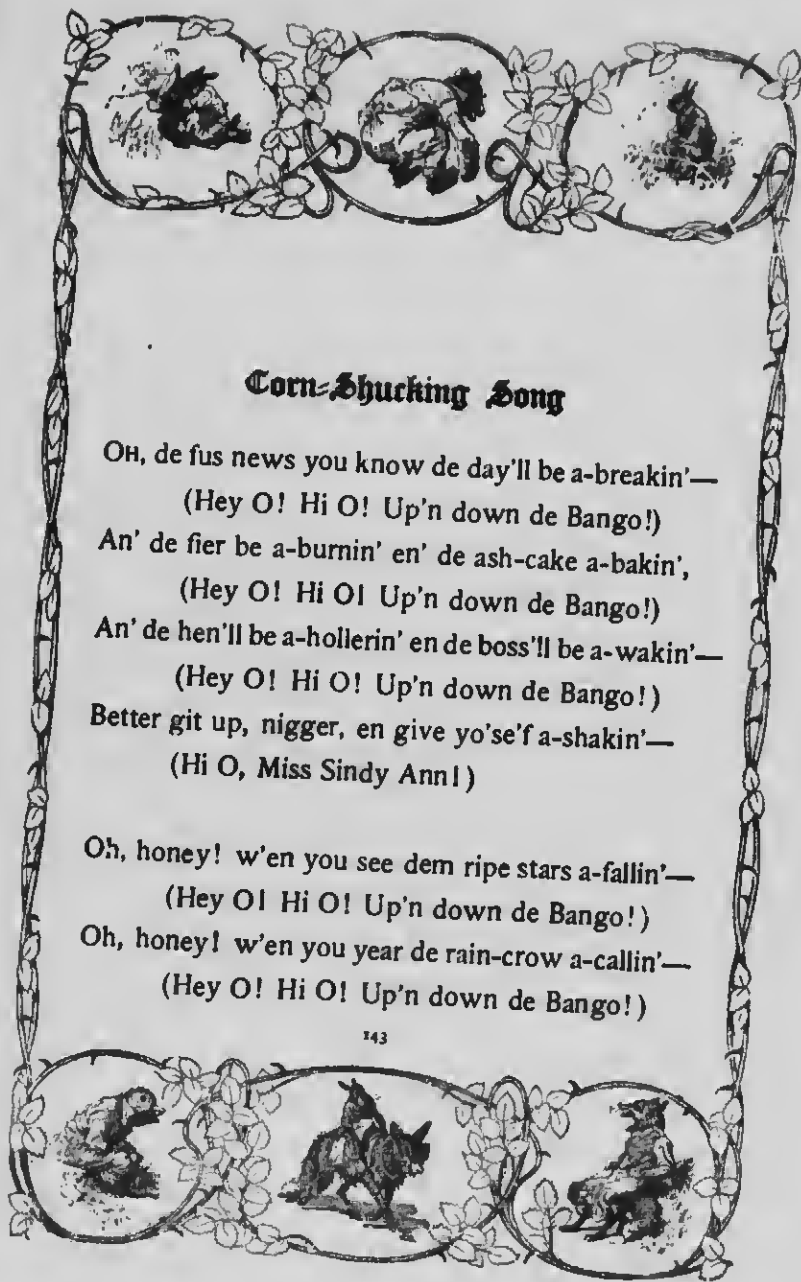 Corn-Shucking Song
OH, de fus news you know de day'll be a-breakin'—
(Hey O! Hi O! Up'n down de Bango!)
An' de fier be a-burnin' en' de ash-cake a-bakin',
(Hey O! Hi O! Up'n down de Bango!)
An' de hen'll be a-hollerin' en de boss'll be a-wakin'—
(Hey O! Hi O! Up'n down de Bango!)
Better git up, nigger, en give yo'se'f a-shakin'—
(Hi O, Miss Sindy Ann!)
Oh, honey! w'en you see dem ripe stars a-fallin'—
(Hey O! Hi O! Up'n down de Bango!)
Oh, honey! w'en you year de rain-crow a-callin'—
(Hey O! Hi O! Up'n down de Bango!)
143